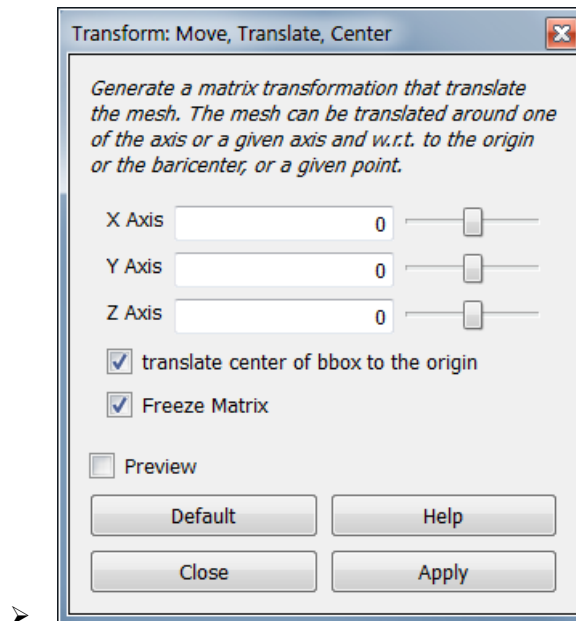 Transform: Move, Translate, Center
Generate a matrix transformation that translate
the mesh. The mesh can be translated around one
of the axis or a given axis and w.r.t. to the origin
or the baricenter, or a given point.
X Axis 0
Y Axis 0
Z Axis 0
translate center of bbox to the origin
Freeze Matrix
Preview
Default Help
Close Apply